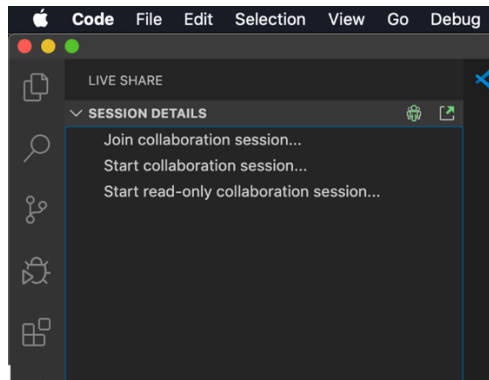 Code File Edit Selection View Go Debug
LIVE SHARE
SESSION DETAILS
Join collaboration session...
Start collaboration session...
Start read-only collaboration session...